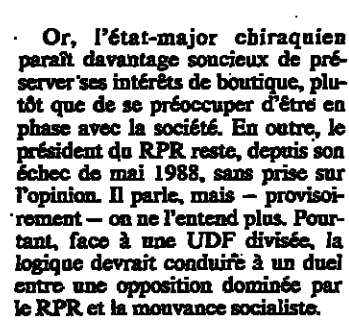 Or, l'état-major chiraquien
paraît davantage soucieux de pré-
server ses intérêts de boutique, plu-
tôt que de se préoccuper d'être en
phase avec la société. En outre, le
président du RPR reste, depuis son
échec de mai 1988, sans prise sur
l'opinion. Il parle, mais – provisoi-
rement – on ne l'entend plus. Pour-
tant, face à une UDF divisée, la
logique devrait conduire à un duel
entre une opposition dominée par
le RPR et la mouvance socialiste.